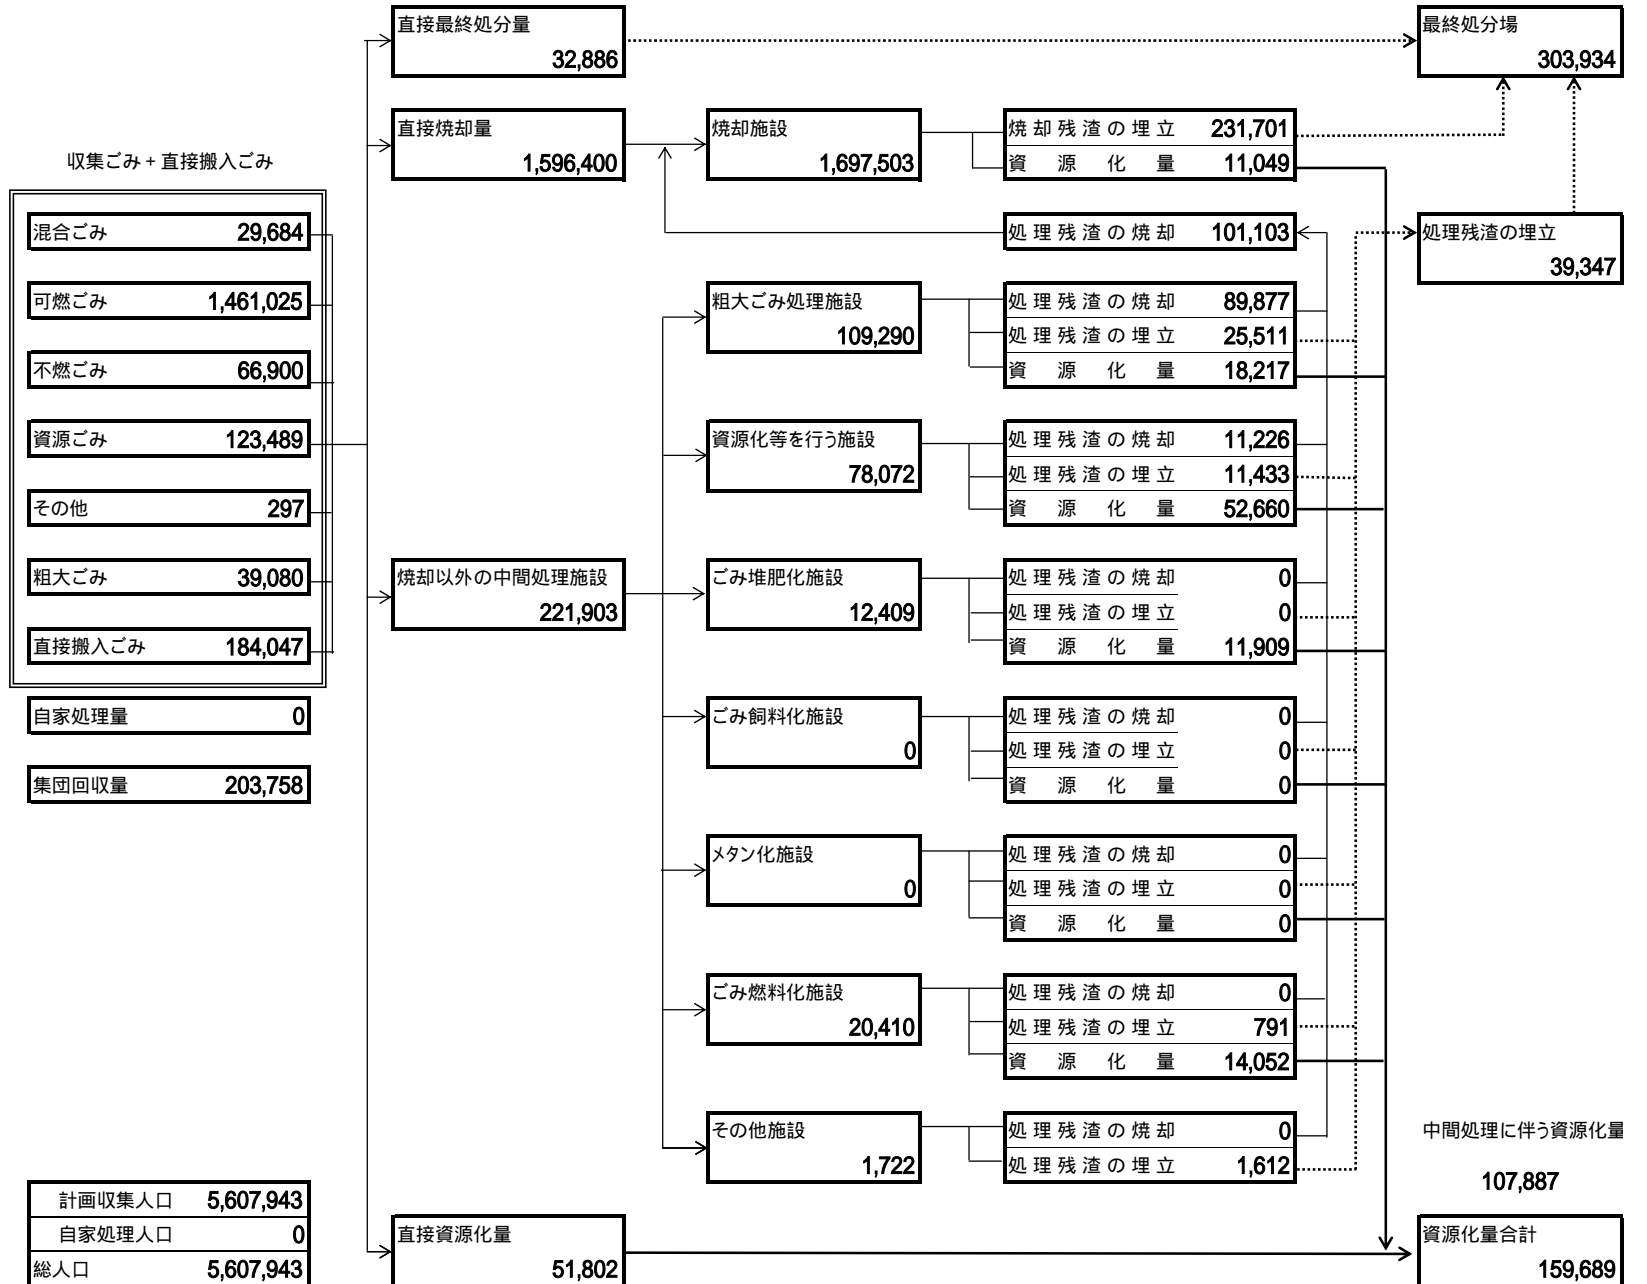 直接最終処分量
32,886
最終処分場
303,934
収集ごみ + 直接搬入ごみ
直接焼却量
1,596,400
焼却施設
1,697,503
焼却残渣の埋立 231,701
資源化量 11,049
混合ごみ 29,684
可燃ごみ 1,461,025
不燃ごみ 66,900
資源ごみ 123,489
その他 297
粗大ごみ 39,080
直接搬入ごみ 184,047
自家処理量 0
集団回収量 203,758
処理残渣の焼却 101,103
処理残渣の埋立
39,347
粗大ごみ処理施設
109,290
処理残渣の焼却 89,877
処理残渣の埋立 25,511
資源化量 18,217
資源化等を行う施設
78,072
処理残渣の焼却 11,226
処理残渣の埋立 11,433
資源化量 52,660
焼却以外の中間処理施設
221,903
ごみ堆肥化施設
12,409
処理残渣の焼却 0
処理残渣の埋立 0
資源化量 11,909
ごみ飼料化施設
0
処理残渣の焼却 0
処理残渣の埋立 0
資源化量 0
メタン化施設
0
処理残渣の焼却 0
処理残渣の埋立 0
資源化量 0
ごみ燃料化施設
20,410
処理残渣の焼却 0
処理残渣の埋立 791
資源化量 14,052
その他施設
1,722
処理残渣の焼却 0
処理残渣の埋立 1,612
中間処理に伴う資源化量
107,887
計画収集人口 5,607,943
自家処理人口 0
総人口 5,607,943
直接資源化量
51,802
資源化量合計
159,689